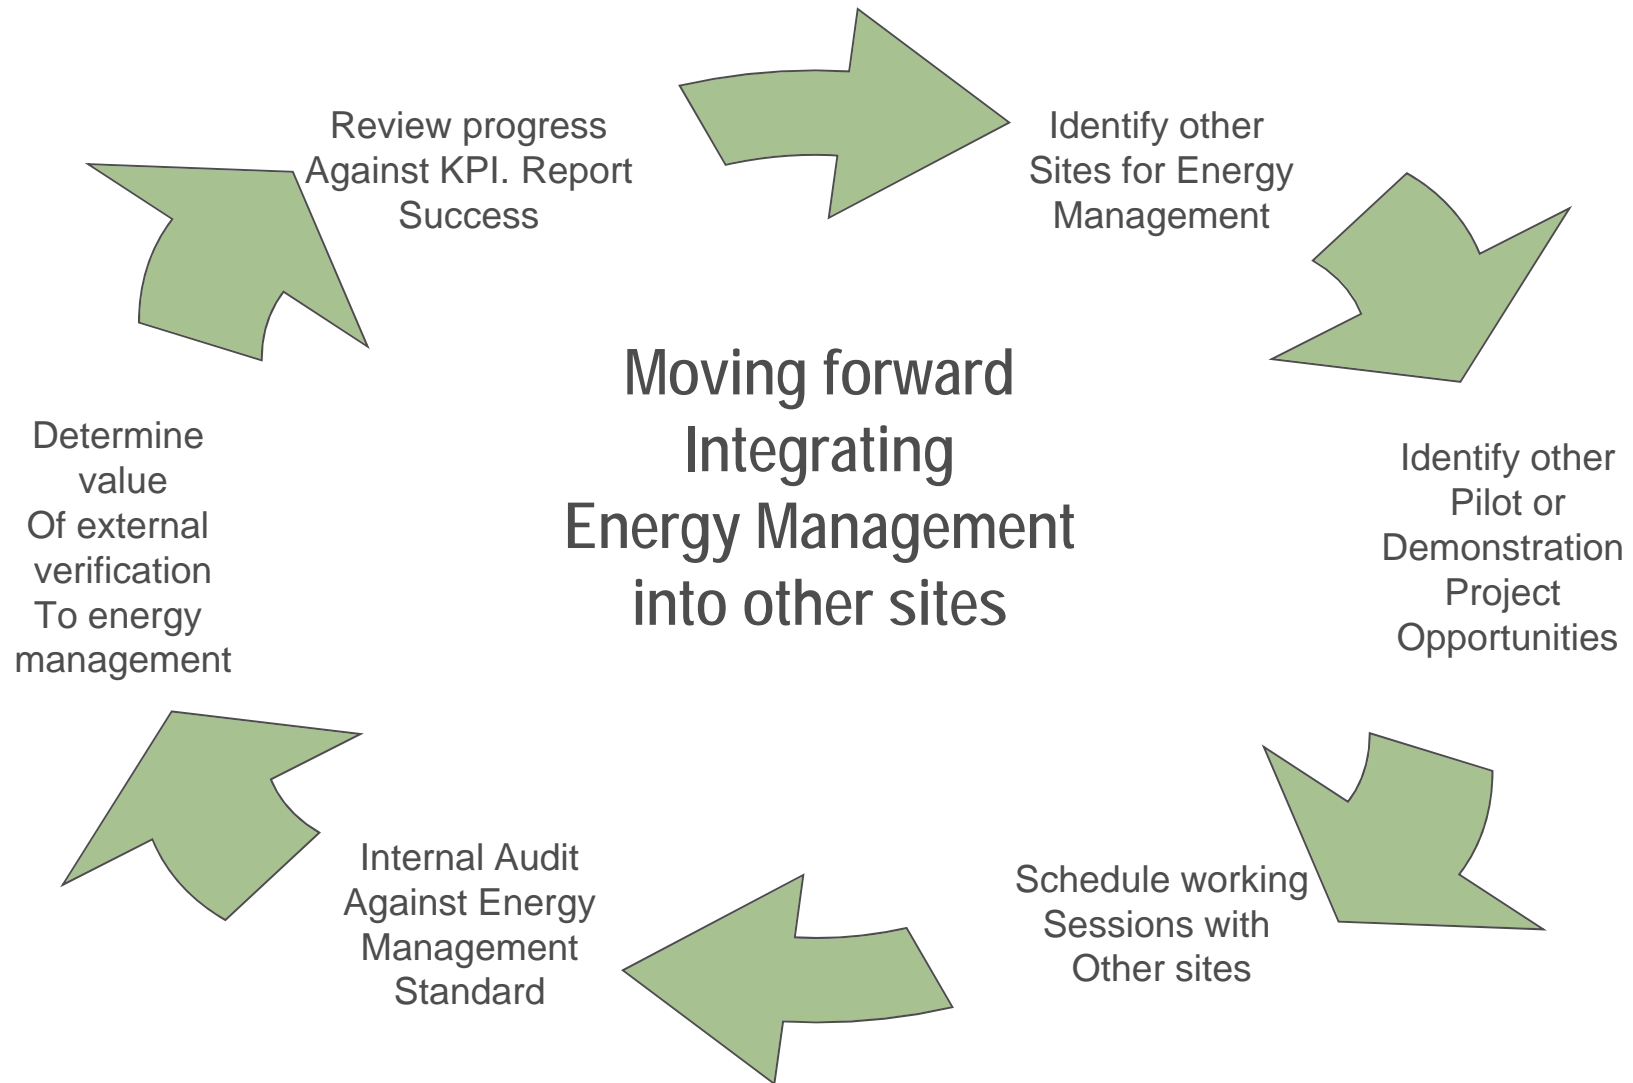 Review progress
Against KPI. Report
Success
Identify other
Sites for Energy
Management
Moving forward
Integrating
Energy Management
into other sites
Determine
value
Of external
verification
To energy
management
Identify other
Pilot or
Demonstration
Project
Opportunities
Internal Audit
Against Energy
Management
Standard
Schedule working
Sessions with
Other sites